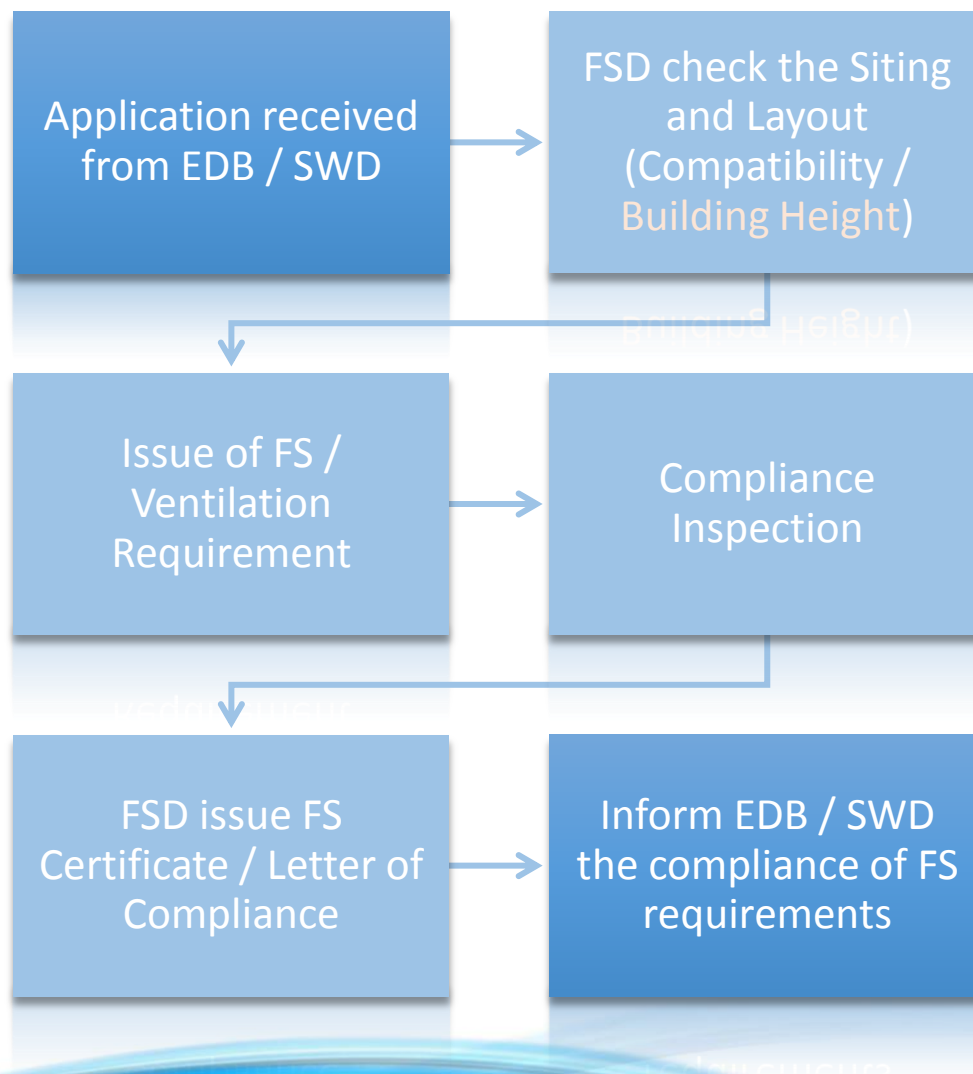 Application received
from EDB / SWD
FSD check the Siting
and Layout
(Compatibility /
Building Height)
Issue of FS /
Ventilation
Requirement
Compliance
Inspection
FSD issue FS
Certificate / Letter of
Compliance
Inform EDB / SWD
the compliance of FS
requirements